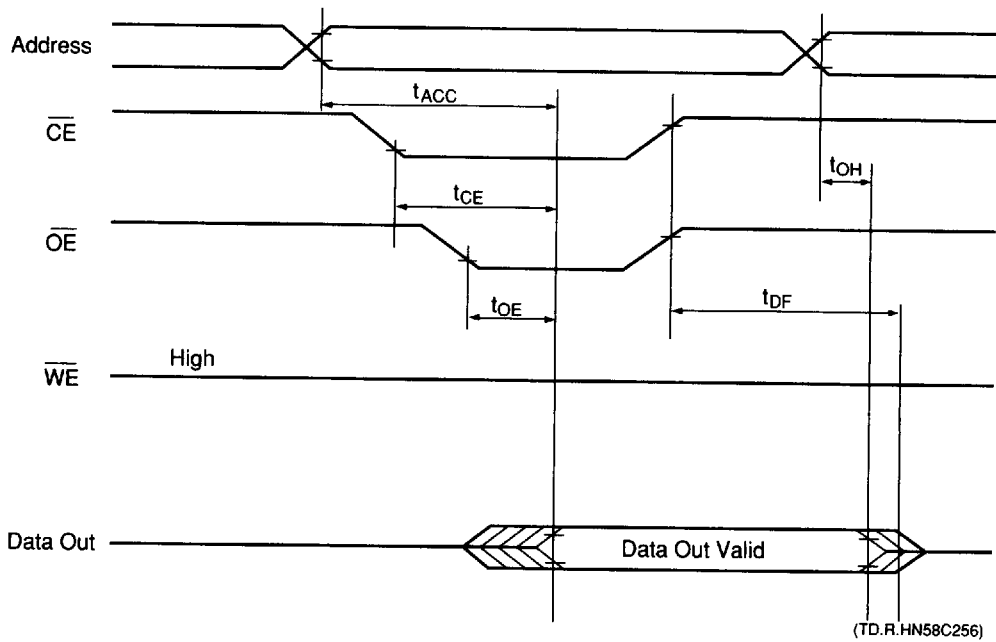 Address
tACC
CE
tOH
tCE
OE
tDF
tOE
High
WE
Data Out
Data Out Valid
(TD.R.HN58C256)